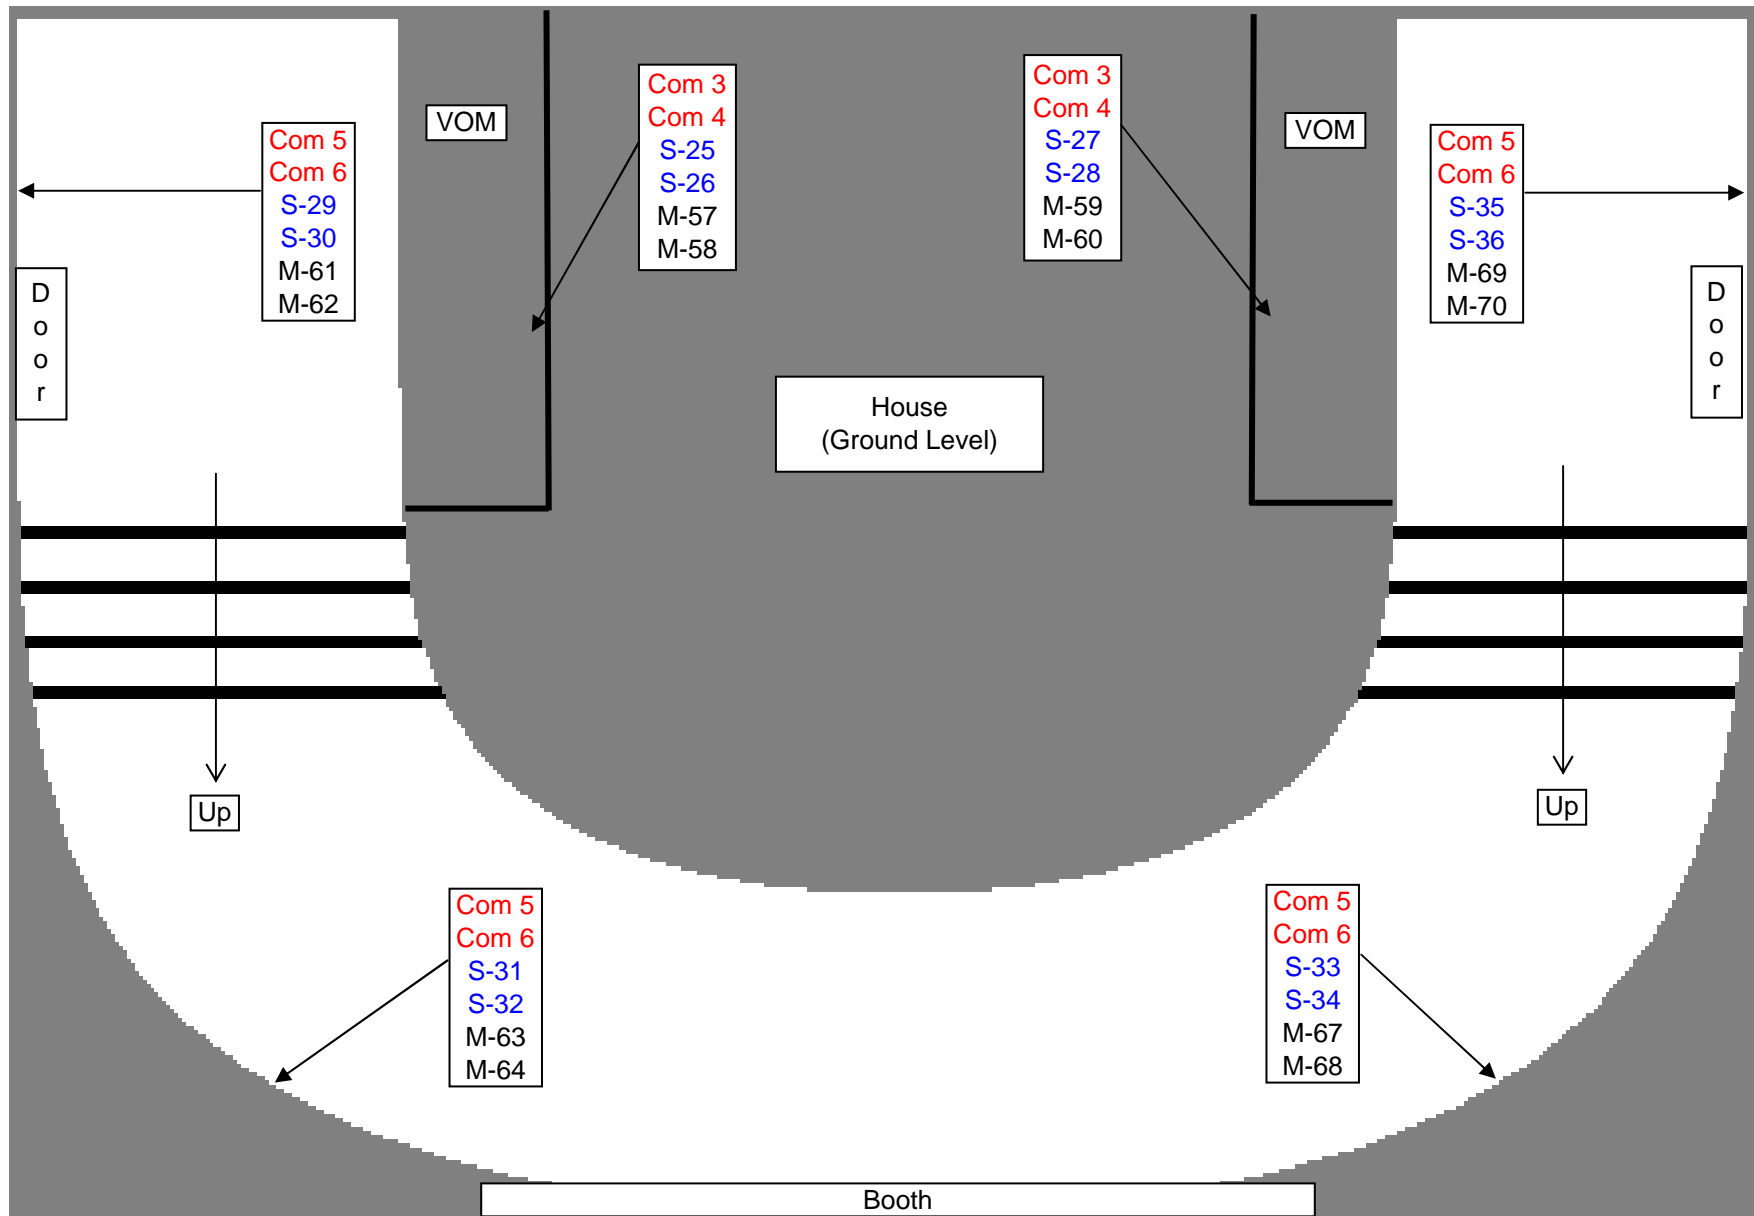 VOM
Com 3
Com 4
S-25
S-26
M-57
M-58
Com 3
Com 4
S-27
S-28
M-59
M-60
VOM
Com 5
Com 6
S-29
S-30
M-61
M-62
Com 5
Com 6
S-35
S-36
M-69
M-70
D
o
o
r
D
o
o
r
House
(Ground Level)
Up
Up
Com 5
Com 6
S-31
S-32
M-63
M-64
Com 5
Com 6
S-33
S-34
M-67
M-68
Booth